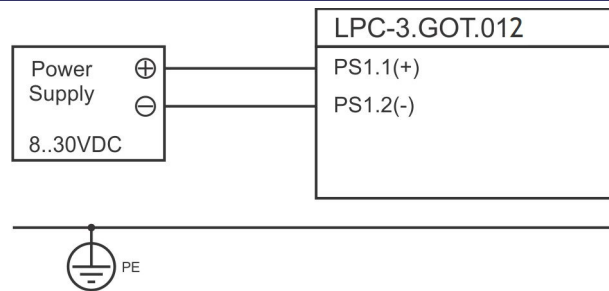 LPC-3.GOT.012
Power
Supply
8..30VDC
PS1.1(+)
PS1.2(-)
PE